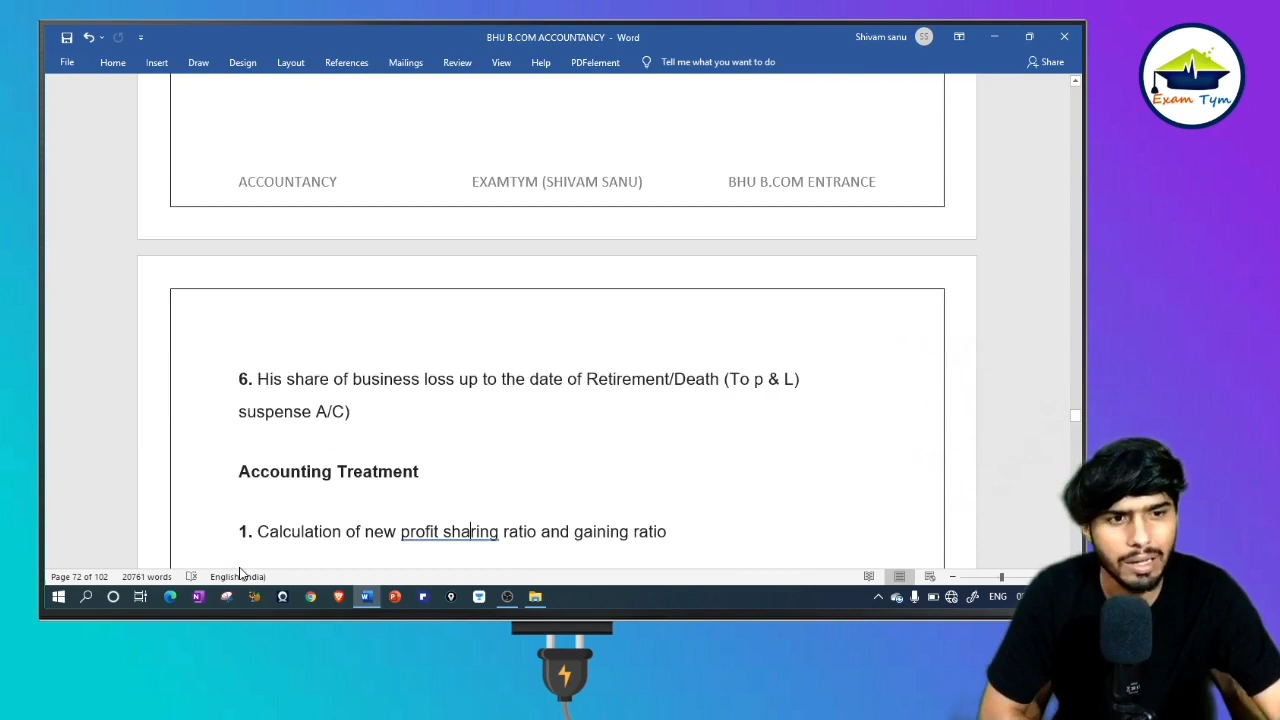 BHU B.COM ACCOUNTANCY - Word
Shivam sanu
SS
File Home Insert Draw Design Layout References Mailings Review View Help PDFelement Tell me what you want to do Share
Exam Tym
ACCOUNTANCY EXAMTYM (SHIVAM SANU) BHU B.COM ENTRANCE
6. His share of business loss up to the date of Retirement/Death (To p & L)
suspense A/C)
Accounting Treatment
1. Calculation of new profit sharing ratio and gaining ratio
Page 72 of 102 20761 words English (India)
ENG